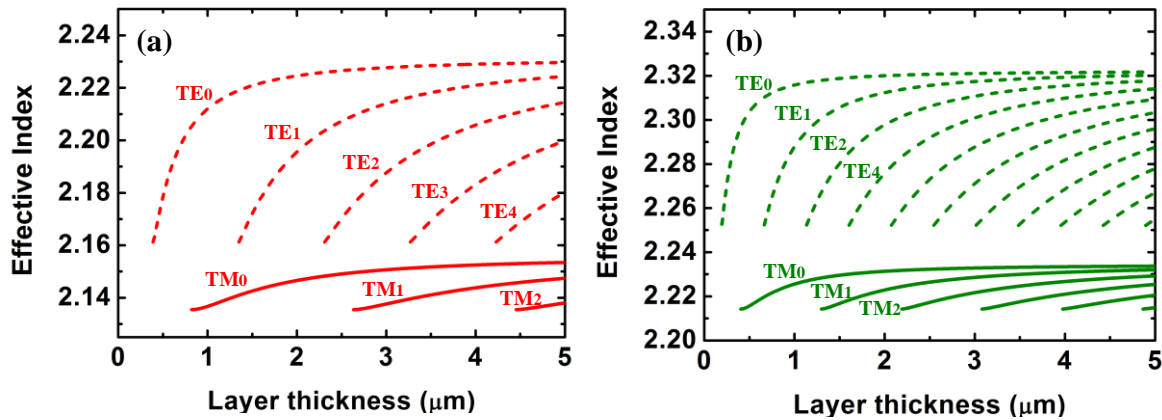 (a)
Effective Index
2.24
2.22
2.20
2.18
2.16
2.14
TE0
TE1
TE2
TE3
TE4
TM0
TM1
TM2
0 1 2 3 4 5
Layer thickness (μm)
(b)
Effective Index
2.34
2.32
2.30
2.28
2.26
2.24
2.22
2.20
TE0
TE1
TE2
TE4
TM0
TM1
TM2
0 1 2 3 4 5
Layer thickness (μm)